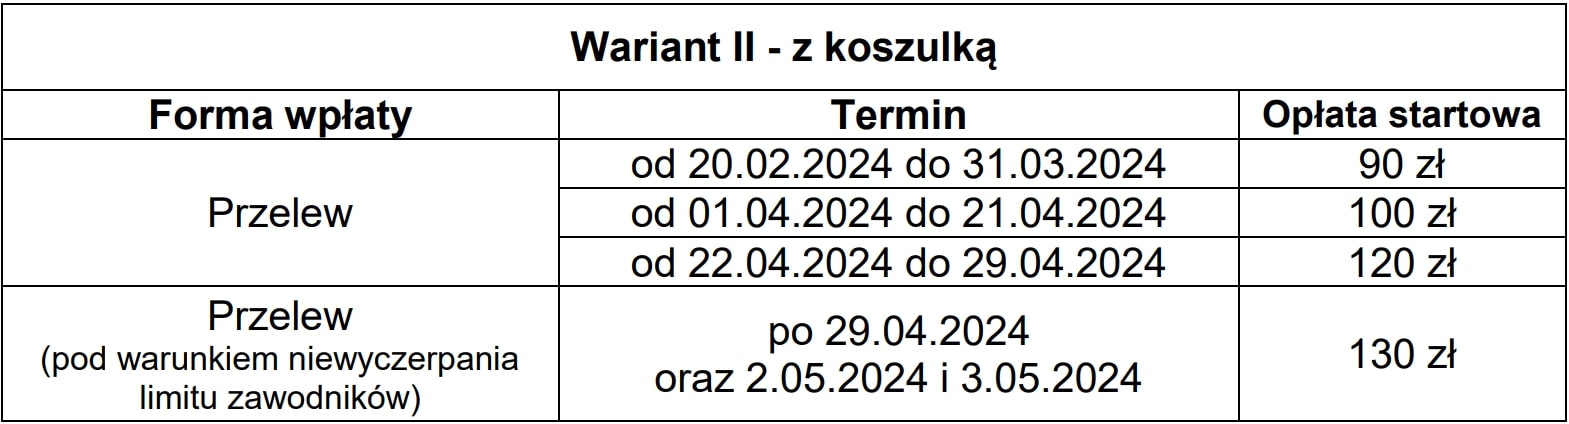 Wariant II - z koszulką
Forma wpłaty Termin Opłata startowa
Przelew
od 20.02.2024 do 31.03.2024 90 zł
od 01.04.2024 do 21.04.2024 100 zł
od 22.04.2024 do 29.04.2024 120 zł
Przelew
(pod warunkiem niewyczerpania
limitu zawodników)
po 29.04.2024
oraz 2.05.2024 i 3.05.2024
130 zł